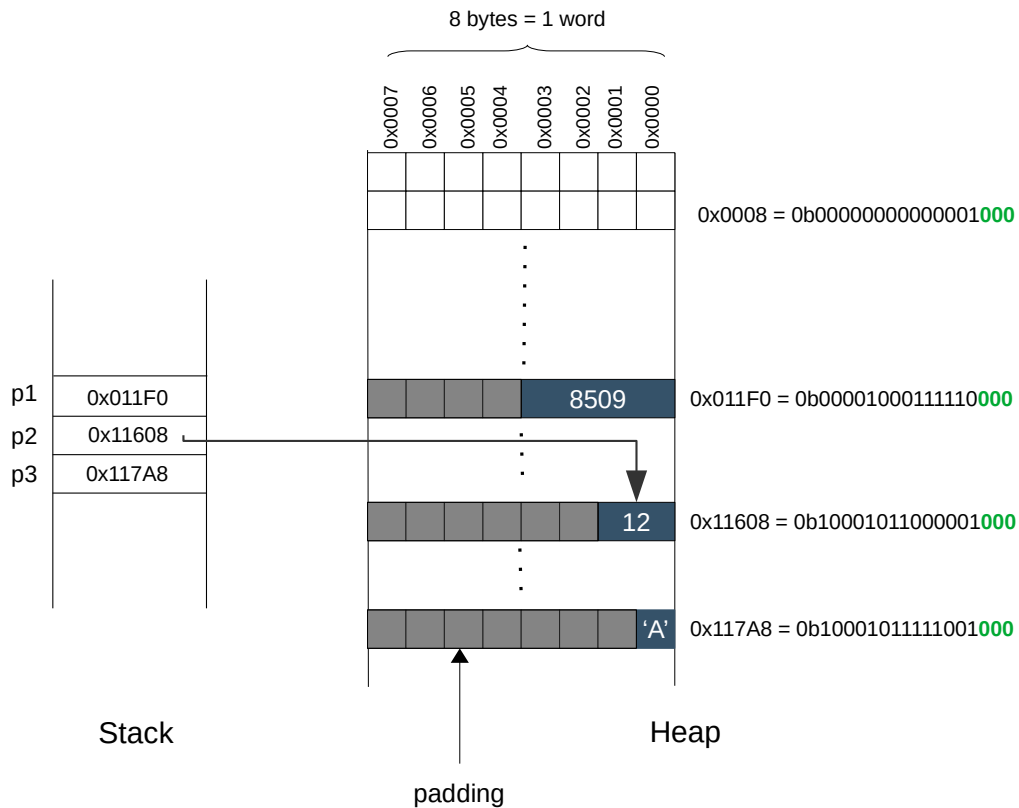 8 bytes = 1 word
0x0007
0x0006
0x0005
0x0004
0x0003
0x0002
0x0001
0x0000
0x0008 = 0b00000000000001000
p1
0x011F0
8509
0x011F0 = 0b00001000111110000
p2
0x11608
p3
0x117A8
12
0x11608 = 0b10001011000001000
‘A’
0x117A8 = 0b10001011111001000
Stack
Heap
padding